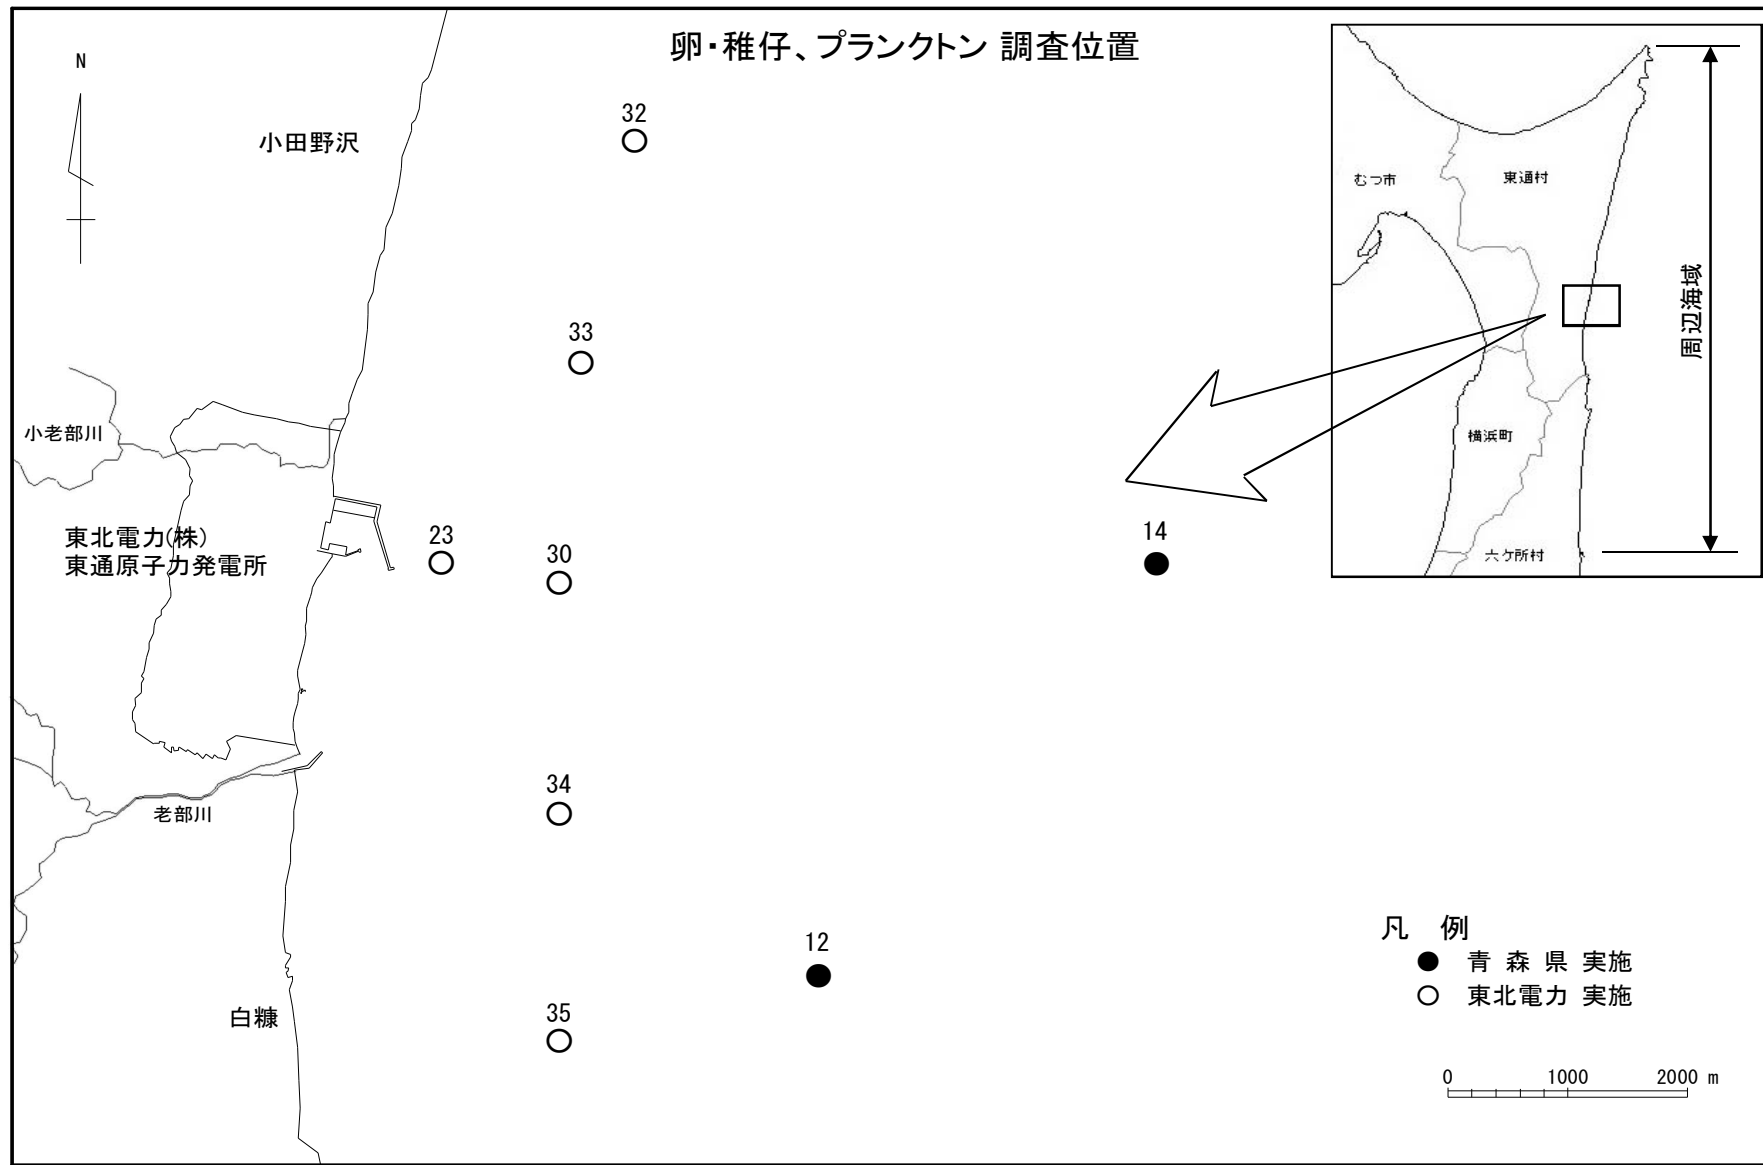 卵・稚仔、プランクトン 調査位置
N
小田野沢
32
33
小老部川
東北電力(株)
東通原子力発電所
23
30
14
34
老部川
12
白糠
35
むつ市
東通村
周辺海域
横浜町
六ケ所村
凡 例
● 青 森 県 実施
○ 東北電力 実施
0 1000 2000 m